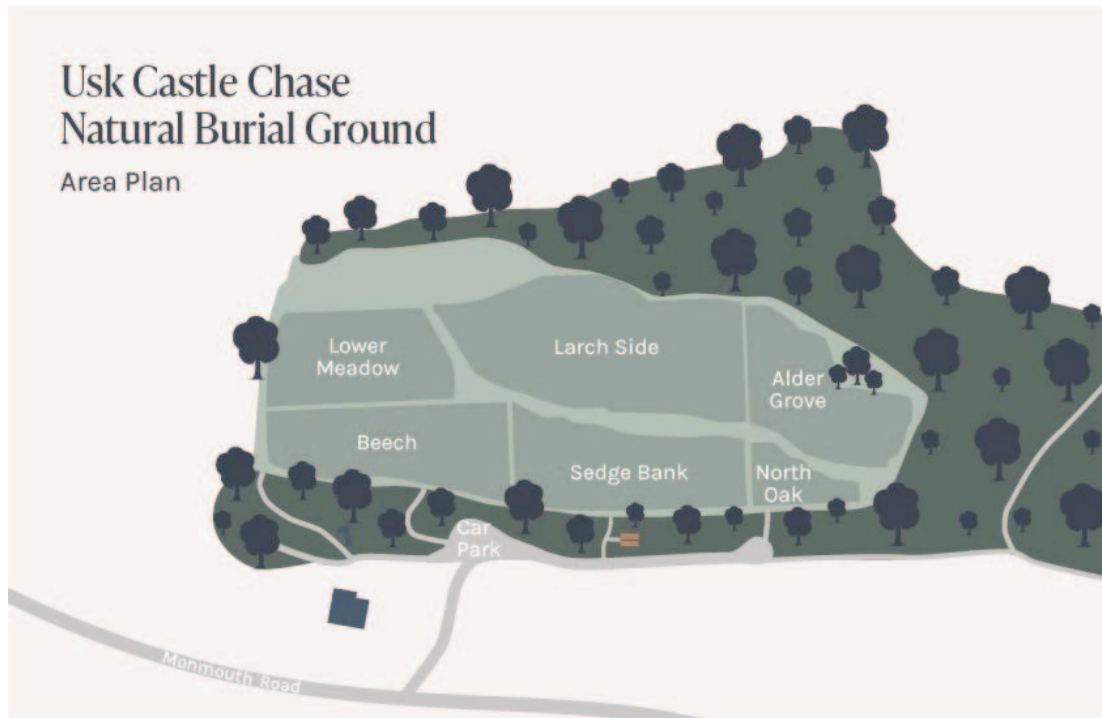 Usk Castle Chase
Natural Burial Ground
Area Plan
Lower
Meadow
Larch Side
Alder
Grove
Beech
Sedge Bank
North
Oak
Car
Park
Monmouth Road